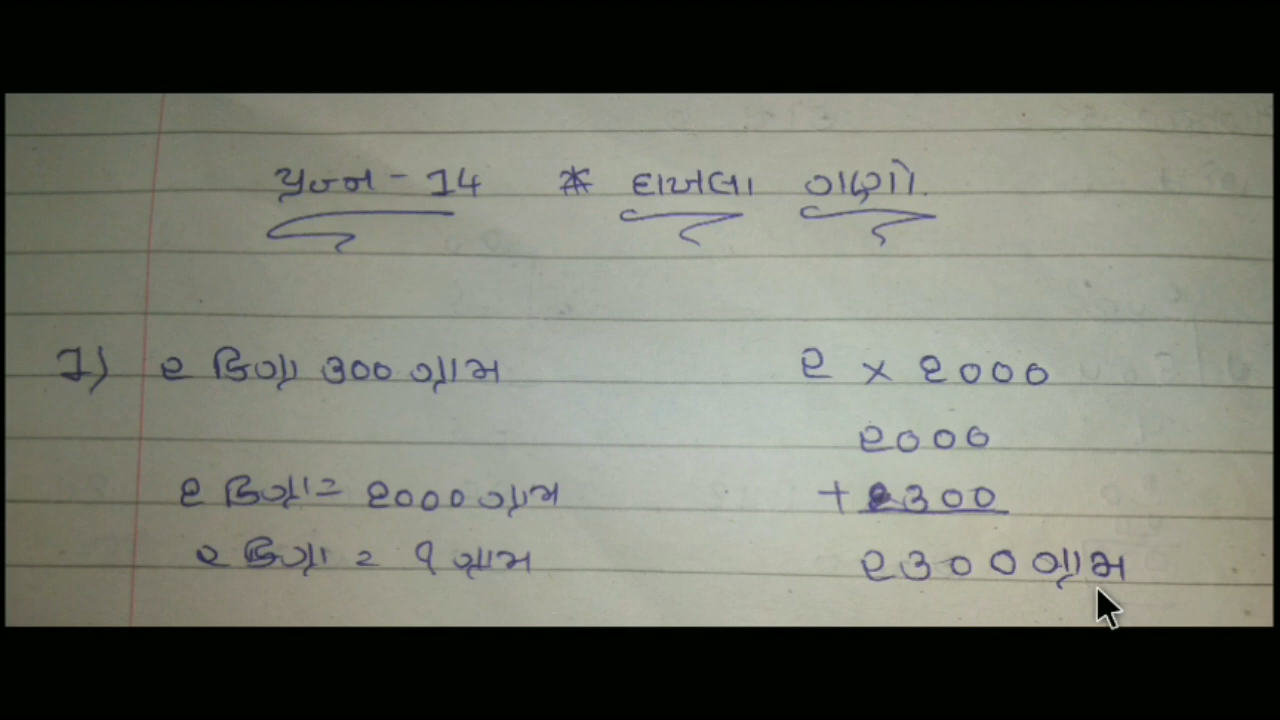 પ્રશ્ન - 14 * દાખલા ગણો.
1) ૨ કિગ્રા ૩૦૦ ગ્રામ ૨ x ૨૦૦૦
૨૦૦૦
૨ કિગ્રા = ૨૦૦૦ ગ્રામ + ૩૦૦
૨ કિગ્રા = ૧ ગ્રામ ૨૩૦૦ ગ્રામ